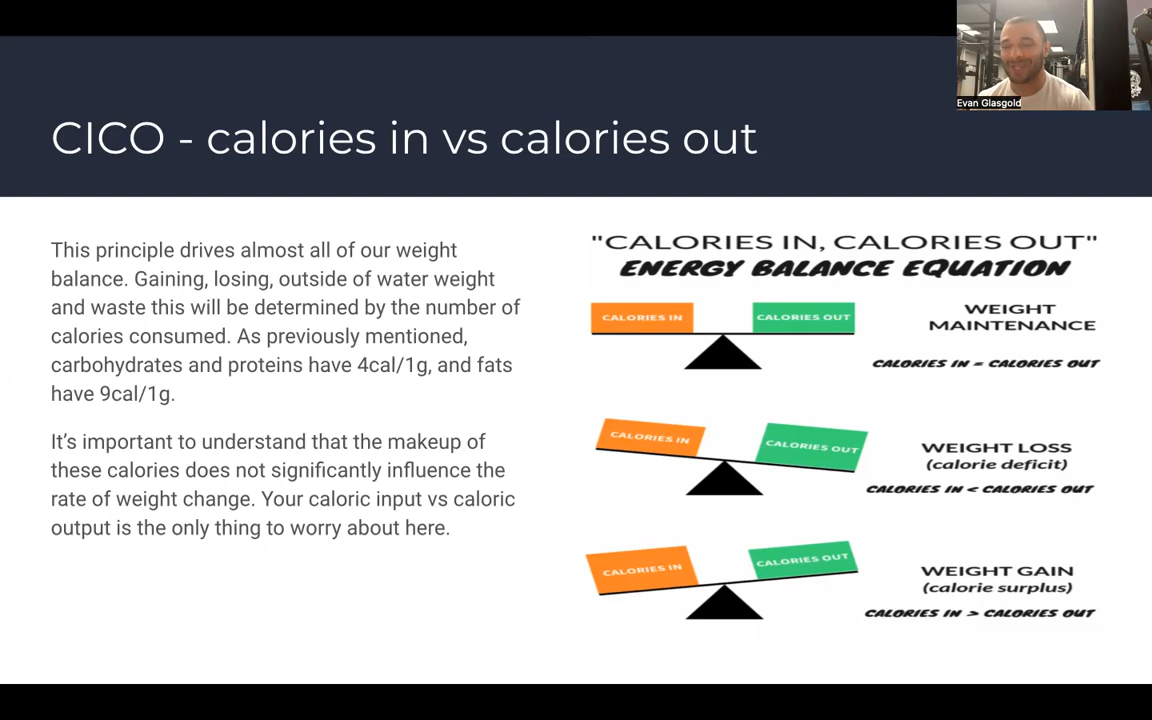 Evan Glasgold
CICO - calories in vs calories out
This principle drives almost all of our weight
balance. Gaining, losing, outside of water weight
and waste this will be determined by the number of
calories consumed. As previously mentioned,
carbohydrates and proteins have 4cal/1g, and fats
have 9cal/1g.
It’s important to understand that the makeup of
these calories does not significantly influence the
rate of weight change. Your caloric input vs caloric
output is the only thing to worry about here.
"CALORIES IN, CALORIES OUT"
ENERGY BALANCE EQUATION
CALORIES IN
CALORIES OUT
WEIGHT
MAINTENANCE
CALORIES IN = CALORIES OUT
CALORIES IN
CALORIES OUT
WEIGHT LOSS
(calorie deficit)
CALORIES IN < CALORIES OUT
CALORIES IN
CALORIES OUT
WEIGHT GAIN
(calorie surplus)
CALORIES IN > CALORIES OUT